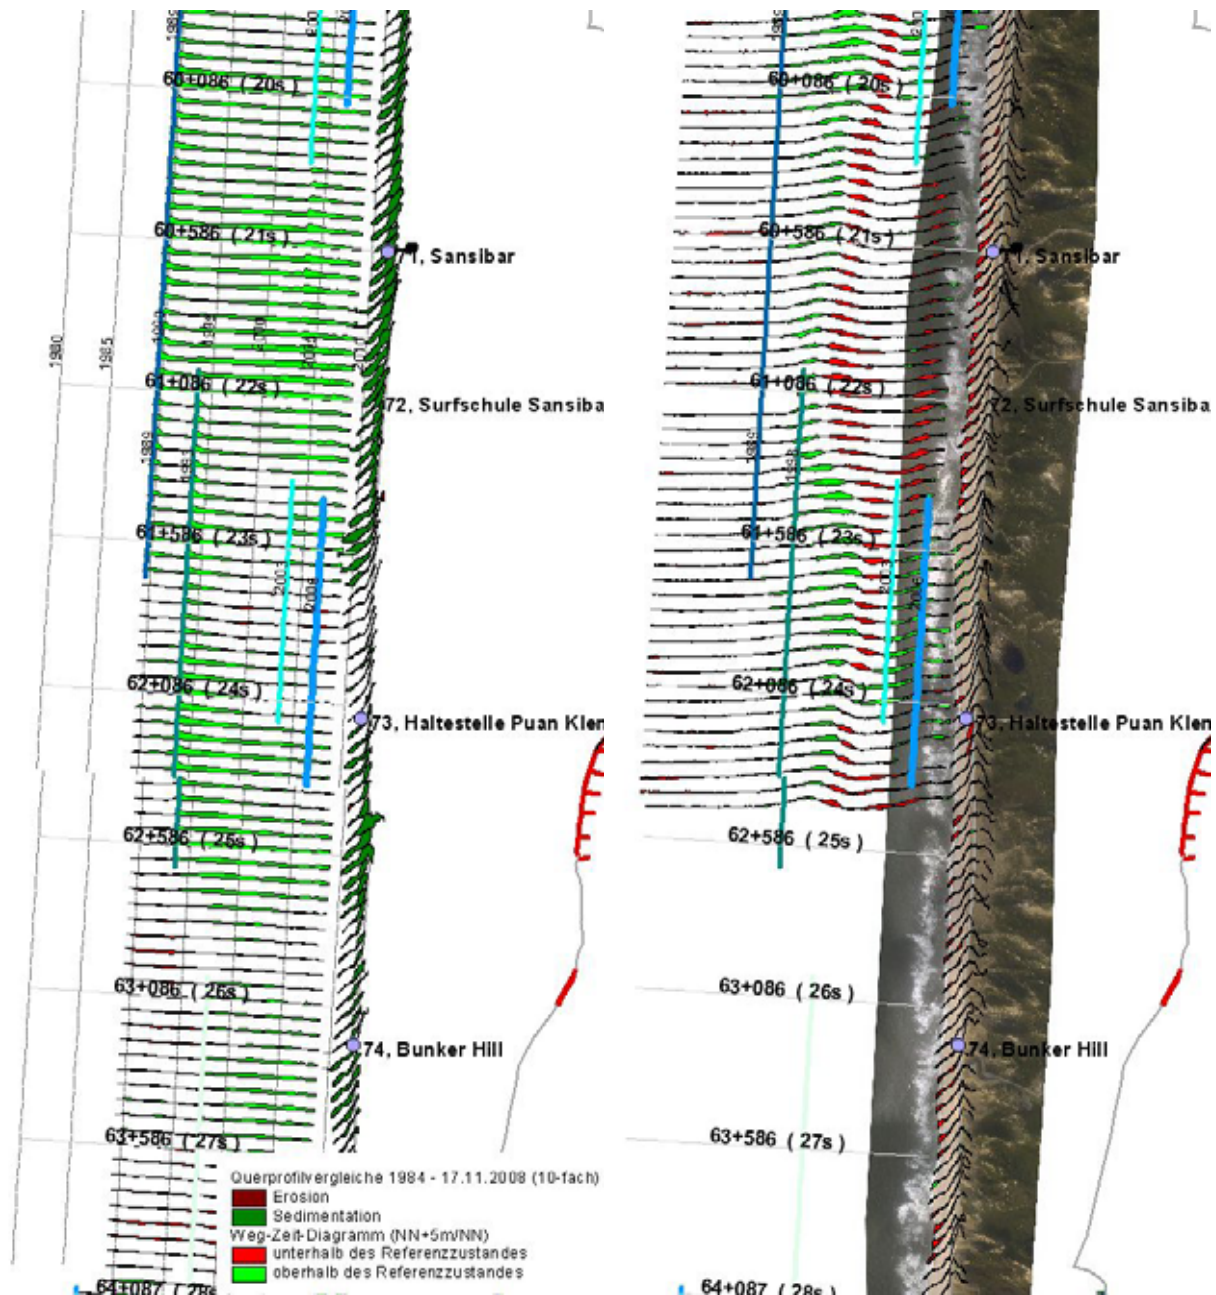 60+086 ( 20s)
60+586 ( 21s)
71, Sansibar
1980
1985
61+086 ( 22s)
72, Surfschule Sansiba
1989
61+586 ( 23s)
62+086 ( 24s)
73, Haltestelle Puan Klen
62+586 ( 25s )
63+086 ( 26s)
74, Bunker Hill
63+586 ( 27s)
Querprofilvergleiche 1984 - 17.11.2008 (10-fach)
Erosion
Sedimentation
Weg-Zeit-Diagramm (NN+5m/NN)
unterhalb des Referenzzustandes
oberhalb des Referenzzustandes
64+087 ( 28s
60+086 ( 20s)
60+586 ( 21s)
71, Sansibar
61+086 ( 22s)
72, Surfschule Sansiba
61+586 ( 23s)
62+086 ( 24s)
73, Haltestelle Puan Klen
62+586 ( 25s )
63+086 ( 26s)
74, Bunker Hill
63+586 ( 27s)
64+087 ( 28s )